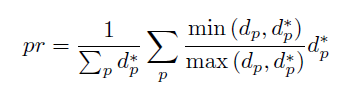 pr = \frac{1}{\sum_p d_p^*} \sum_p \frac{\min(d_p, d_p^*)}{\max(d_p, d_p^*)} d_p^*